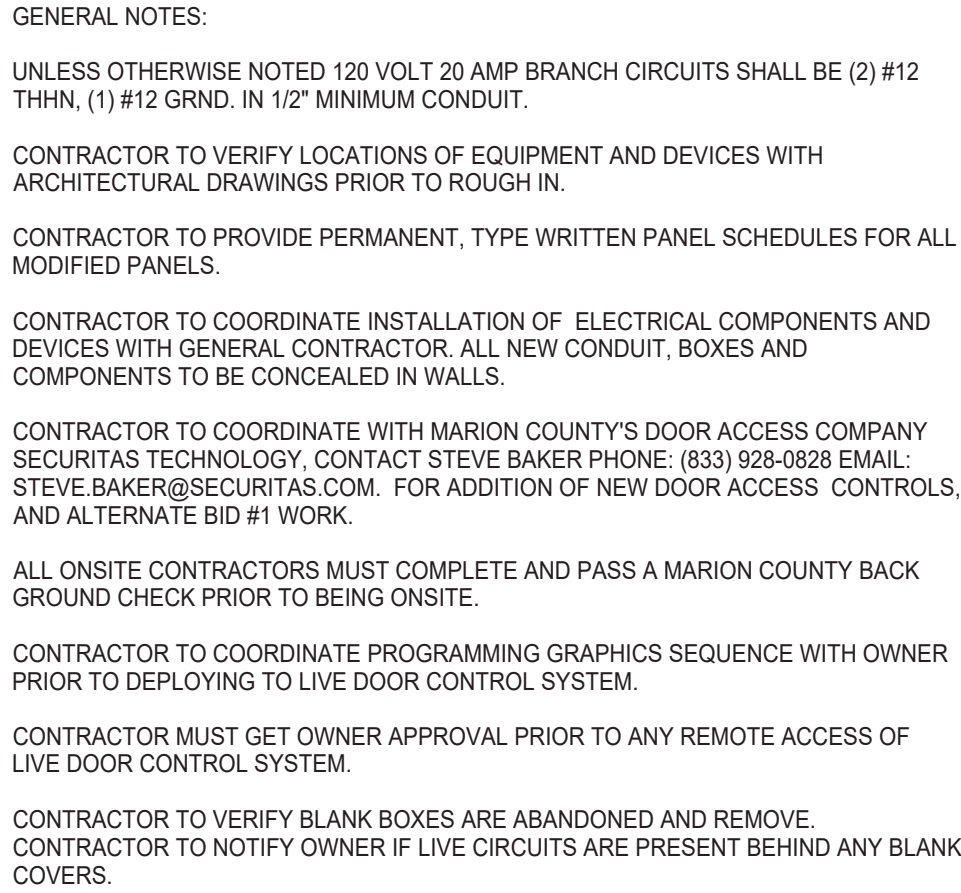 GENERAL NOTES:
UNLESS OTHERWISE NOTED 120 VOLT 20 AMP BRANCH CIRCUITS SHALL BE (2) #12
THHN, (1) #12 GRND. IN 1/2" MINIMUM CONDUIT.
CONTRACTOR TO VERIFY LOCATIONS OF EQUIPMENT AND DEVICES WITH
ARCHITECTURAL DRAWINGS PRIOR TO ROUGH IN.
CONTRACTOR TO PROVIDE PERMANENT, TYPE WRITTEN PANEL SCHEDULES FOR ALL
MODIFIED PANELS.
CONTRACTOR TO COORDINATE INSTALLATION OF  ELECTRICAL COMPONENTS AND
DEVICES WITH GENERAL CONTRACTOR. ALL NEW CONDUIT, BOXES AND
COMPONENTS TO BE CONCEALED IN WALLS.
CONTRACTOR TO COORDINATE WITH MARION COUNTY'S DOOR ACCESS COMPANY
SECURITAS TECHNOLOGY, CONTACT STEVE BAKER PHONE: (833) 928-0828 EMAIL:
STEVE.BAKER@SECURITAS.COM.  FOR ADDITION OF NEW DOOR ACCESS  CONTROLS,
AND ALTERNATE BID #1 WORK.
ALL ONSITE CONTRACTORS MUST COMPLETE AND PASS A MARION COUNTY BACK
GROUND CHECK PRIOR TO BEING ONSITE.
CONTRACTOR TO COORDINATE PROGRAMMING GRAPHICS SEQUENCE WITH OWNER
PRIOR TO DEPLOYING TO LIVE DOOR CONTROL SYSTEM.
CONTRACTOR MUST GET OWNER APPROVAL PRIOR TO ANY REMOTE ACCESS OF
LIVE DOOR CONTROL SYSTEM.
CONTRACTOR TO VERIFY BLANK BOXES ARE ABANDONED AND REMOVE.
CONTRACTOR TO NOTIFY OWNER IF LIVE CIRCUITS ARE PRESENT BEHIND ANY BLANK
COVERS.